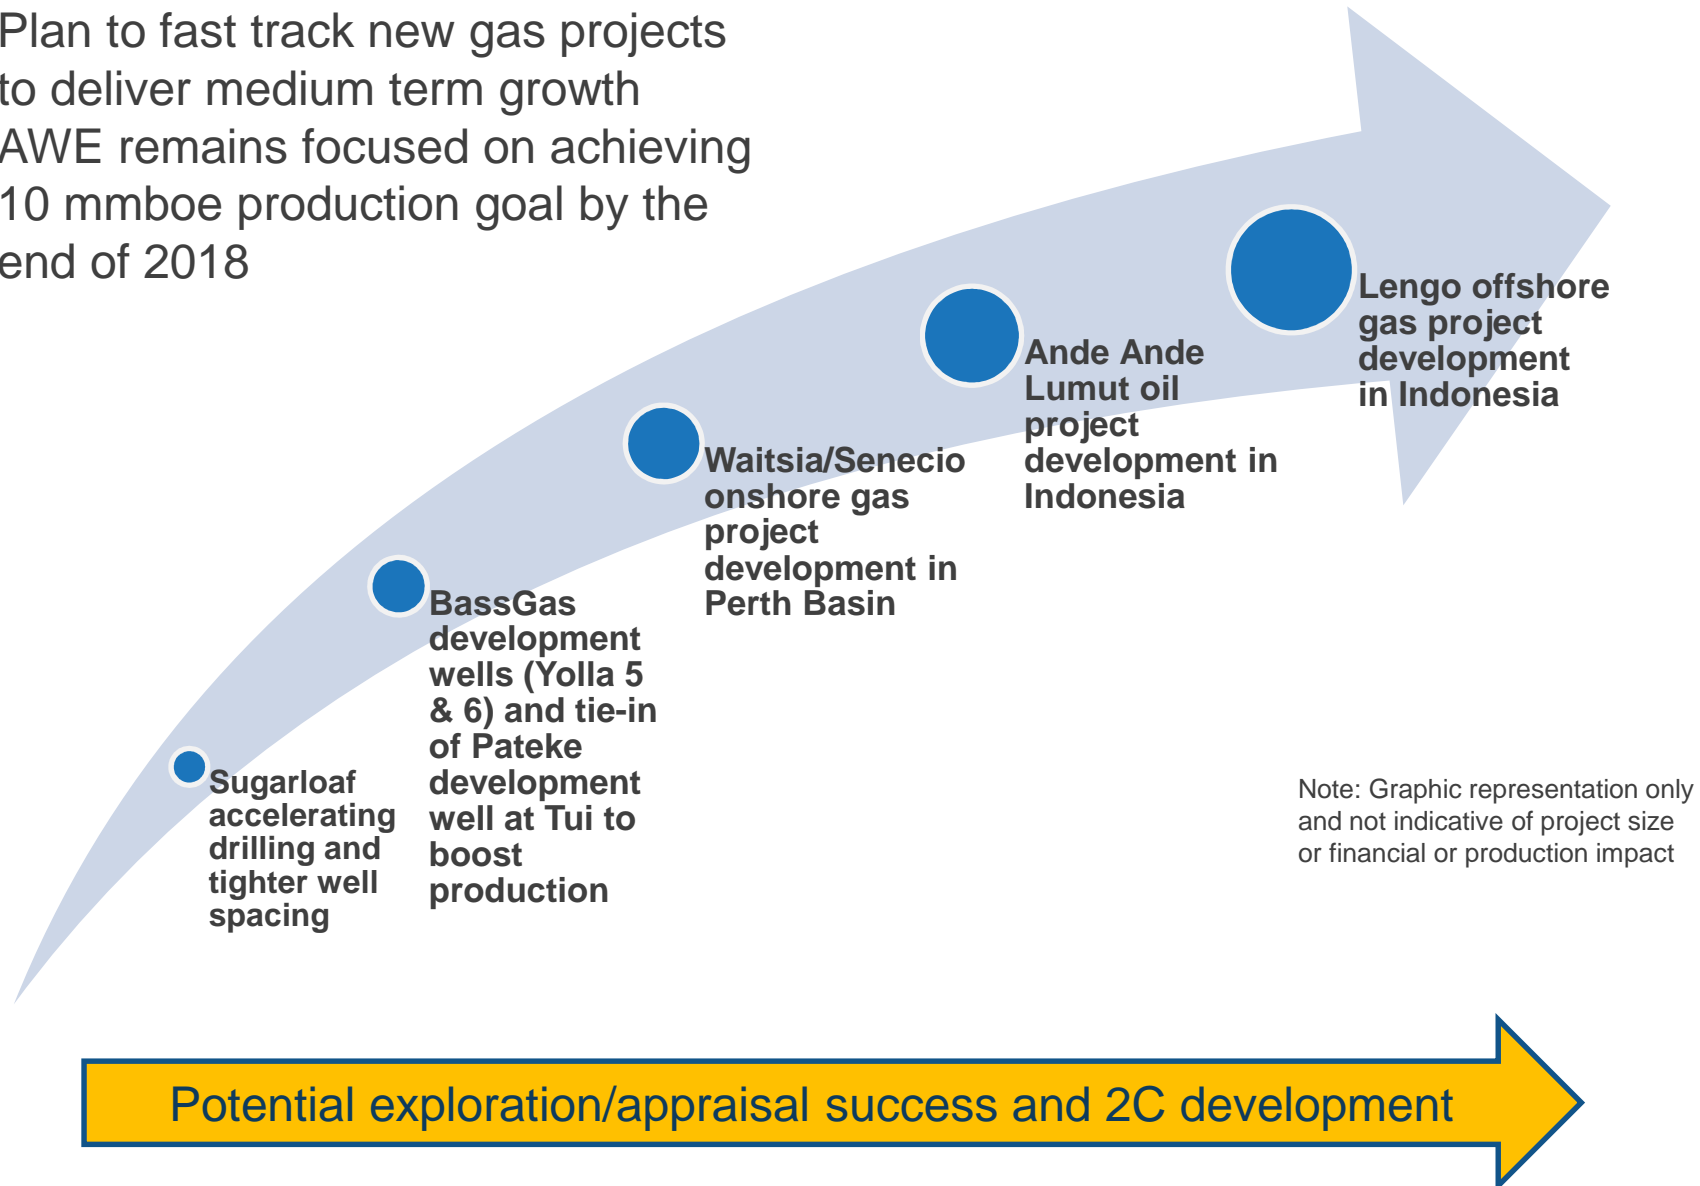 Plan to fast track new gas projects
to deliver medium term growth
AWE remains focused on achieving
10 mmboe production goal by the
end of 2018
Lengo offshore
gas project
development
in Indonesia
Ande Ande
Lumut oil
project
development in
Indonesia
Waitsia/Senecio
onshore gas
project
development in
Perth Basin
BassGas
development
wells (Yolla 5
& 6) and tie-in
of Pateke
development
well at Tui to
boost
production
Sugarloaf
accelerating
drilling and
tighter well
spacing
Note: Graphic representation only
and not indicative of project size
or financial or production impact
Potential exploration/appraisal success and 2C development